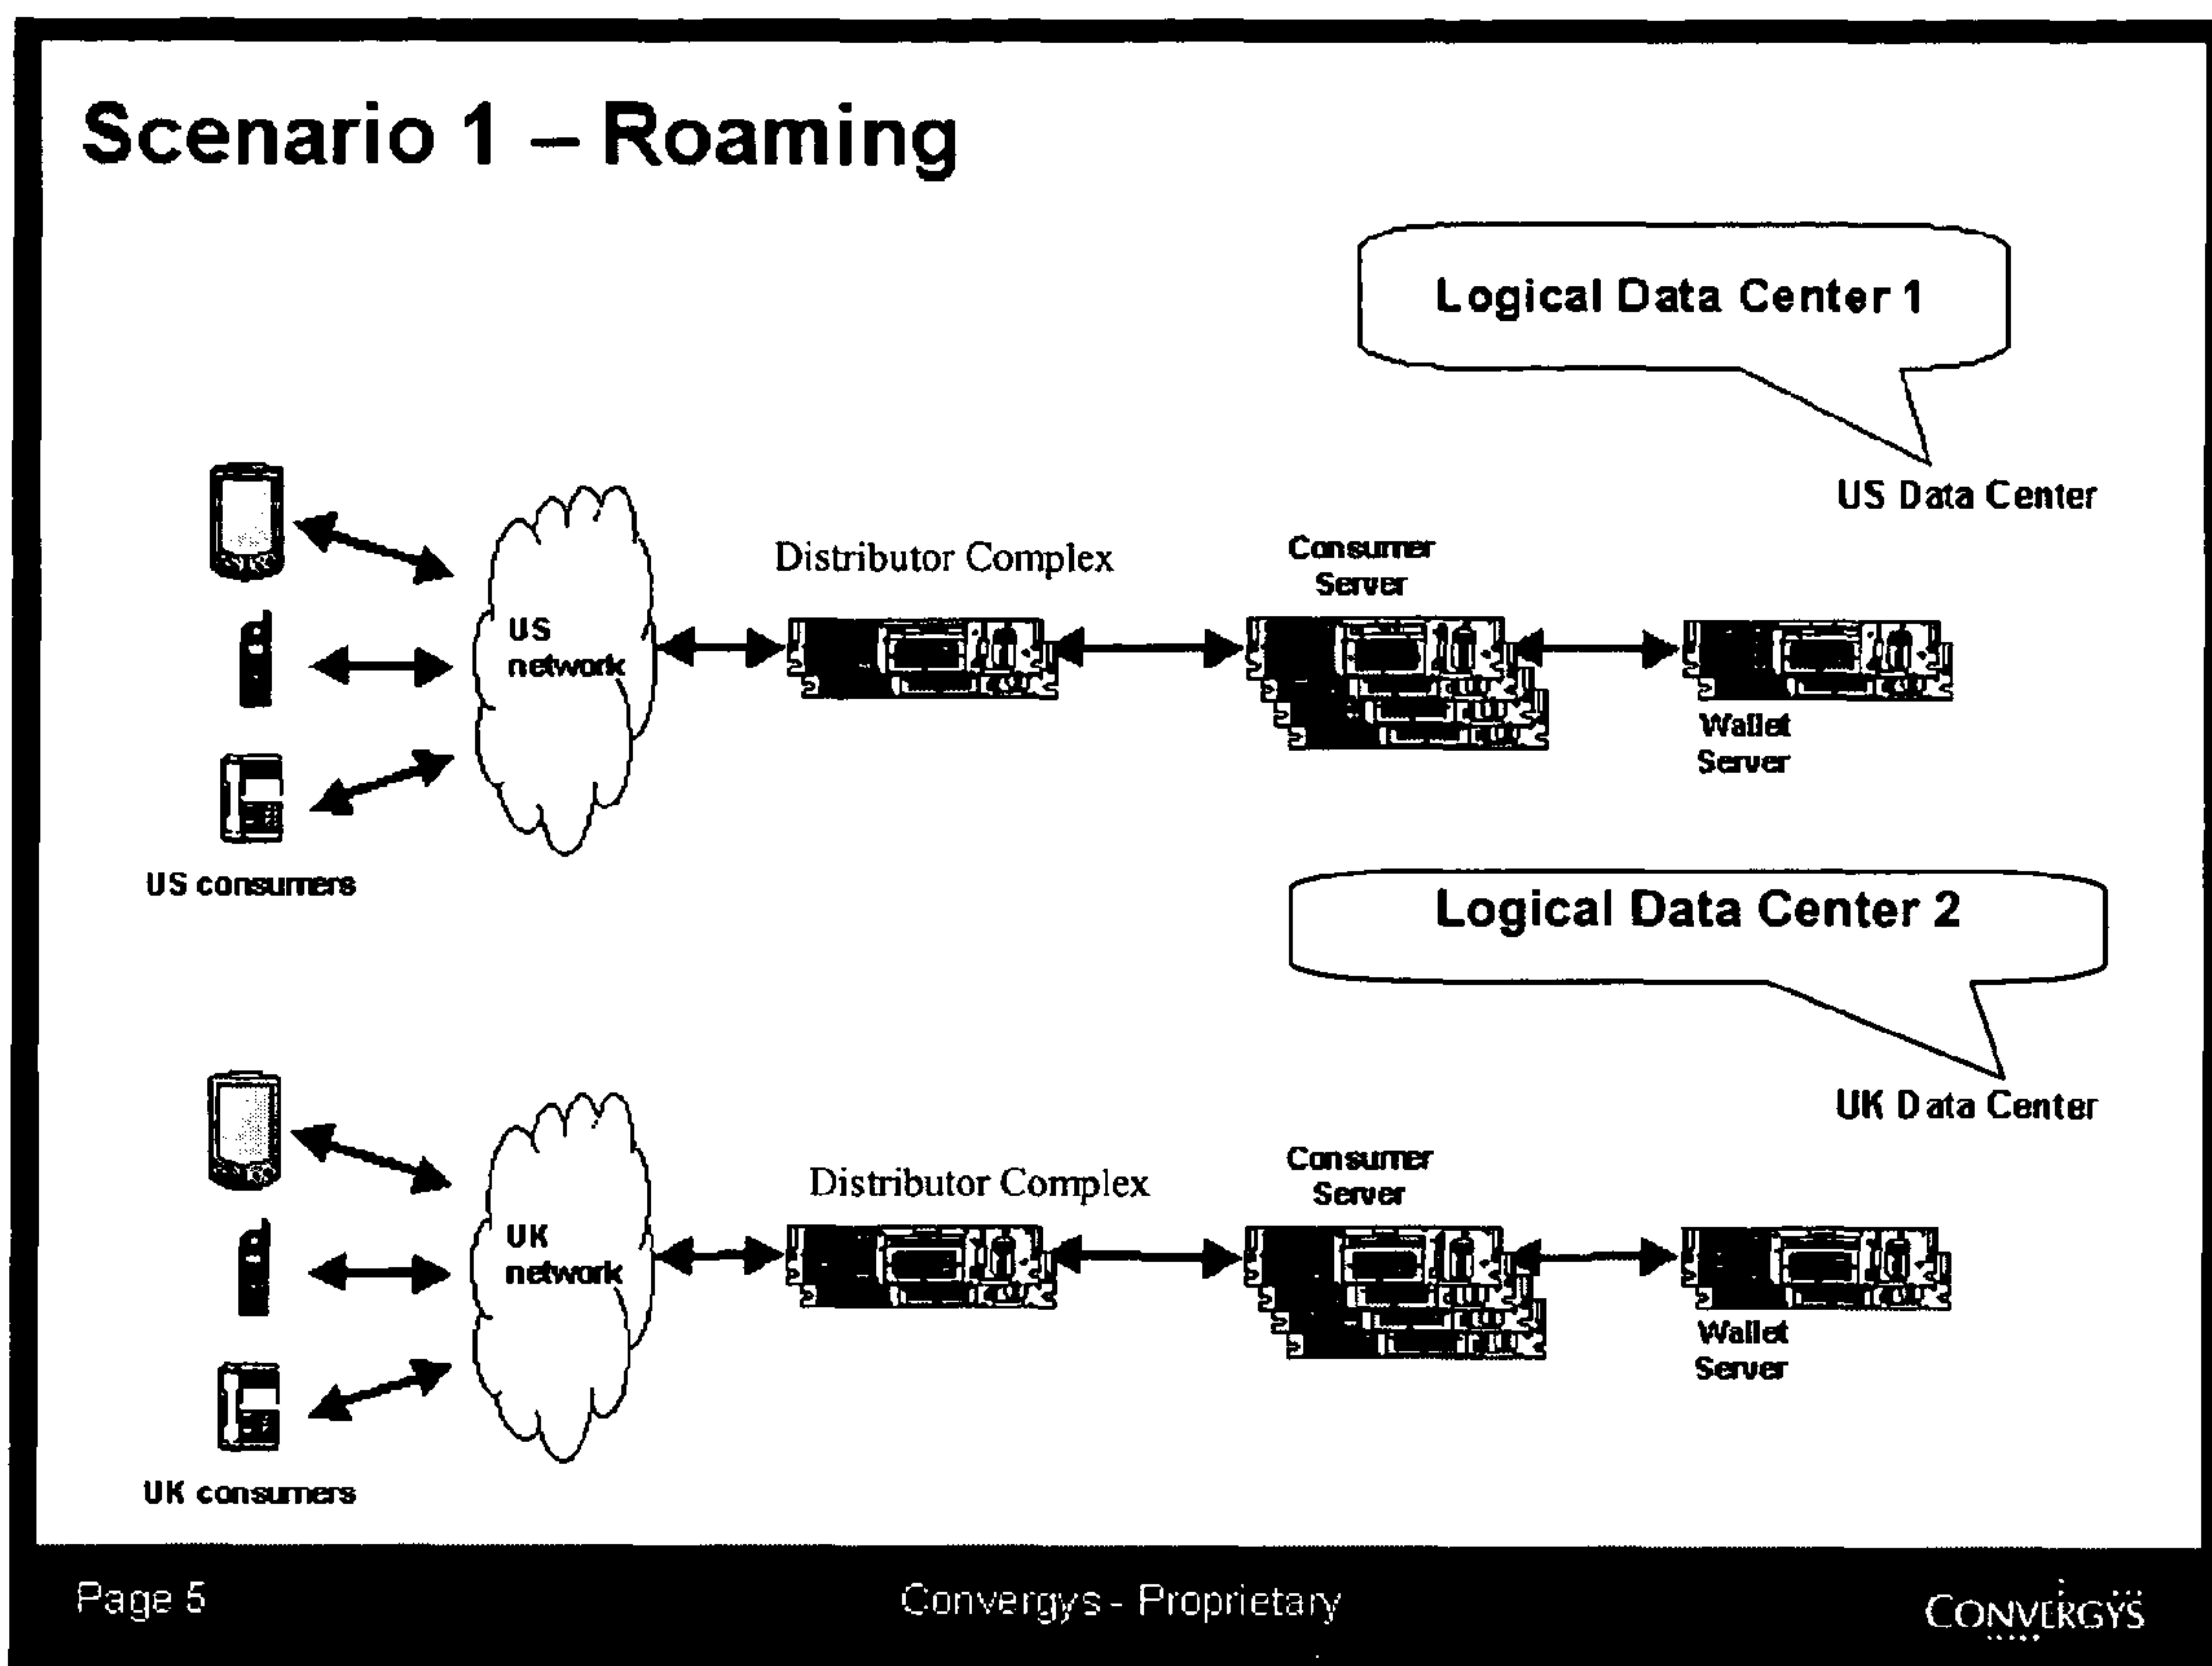 Scenario 1 – Roaming
Logical Data Center 1
US Data Center
Distributor Complex
Consumer
Server
US
network
Wallet
Server
US consumers
Logical Data Center 2
UK Data Center
Distributor Complex
Consumer
Server
UK
network
Wallet
Server
UK consumers
Page 5
Convergys - Proprietary
CONVERGYS